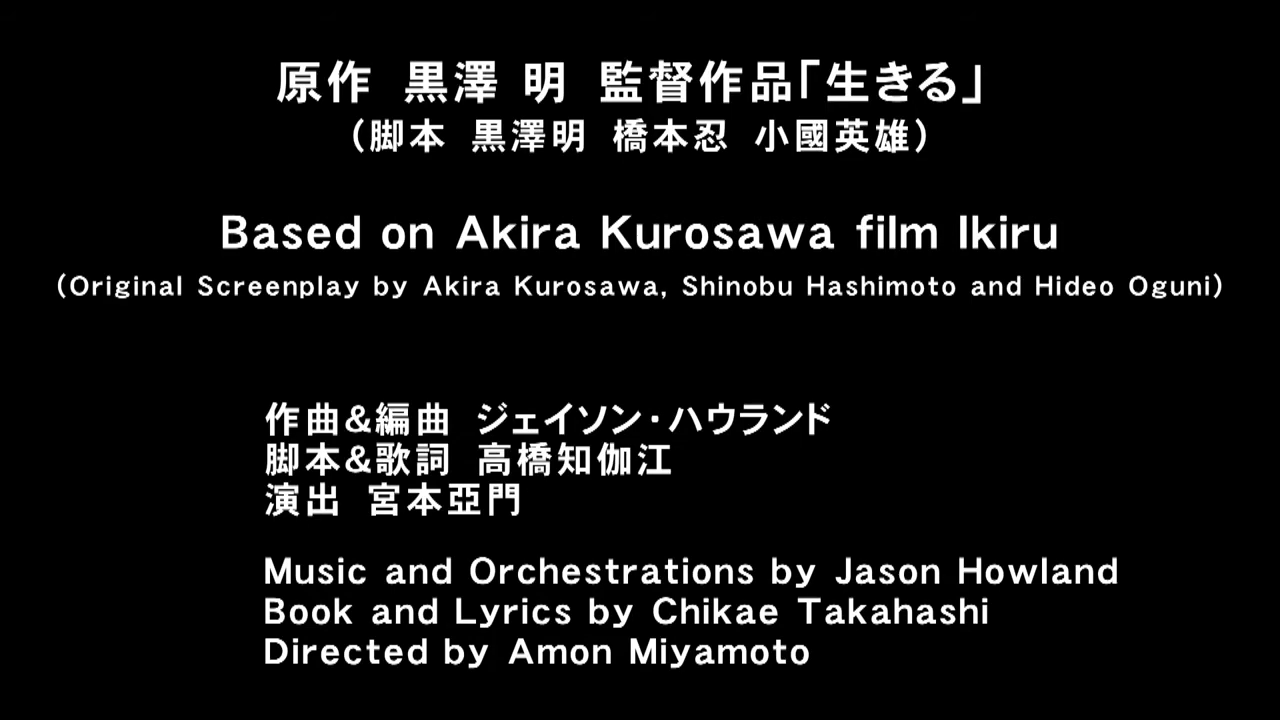 原作 黒澤 明 監督作品「生きる」
（脚本 黒澤明 橋本忍 小國英雄）
Based on Akira Kurosawa film Ikiru
(Original Screenplay by Akira Kurosawa, Shinobu Hashimoto and Hideo Oguni)
作曲&編曲 ジェイソン・ハウランド
脚本&歌詞 高橋知伽江
演出 宮本亞門
Music and Orchestrations by Jason Howland
Book and Lyrics by Chikae Takahashi
Directed by Amon Miyamoto